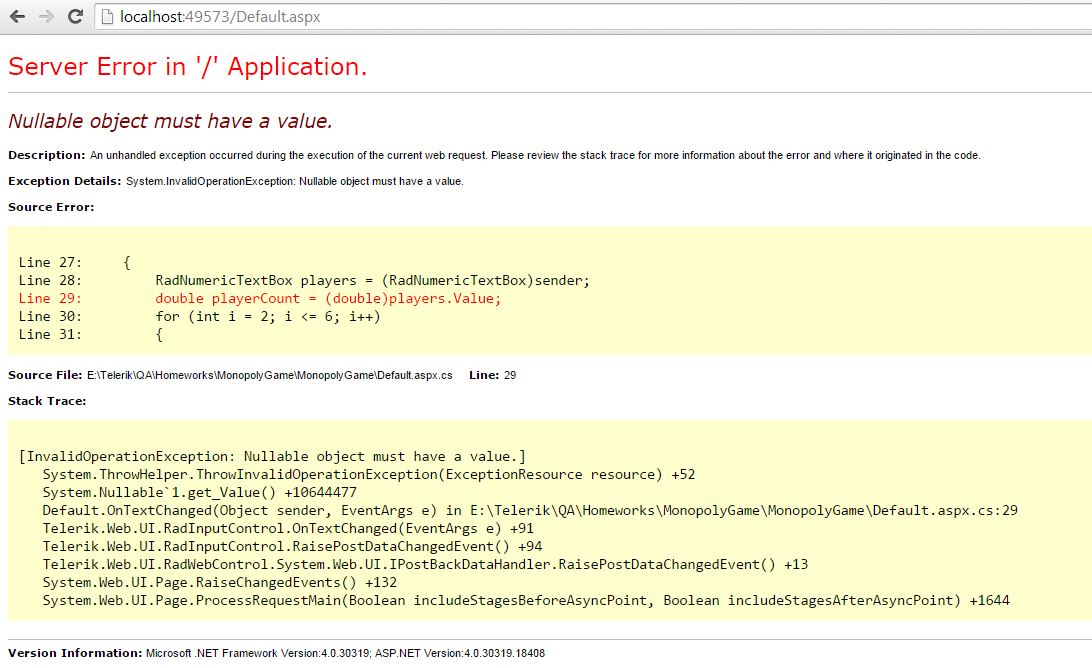 localhost:49573/Default.aspx
Server Error in '/' Application.
Nullable object must have a value.
Description: An unhandled exception occurred during the execution of the current web request. Please review the stack trace for more information about the error and where it originated in the code.
Exception Details: System.InvalidOperationException: Nullable object must have a value.
Source Error:
Line 27:     {
Line 28:         RadNumericTextBox players = (RadNumericTextBox)sender;
Line 29:         double playerCount = (double)players.Value;
Line 30:         for (int i = 2; i <= 6; i++)
Line 31:         {
Source File: E:\Telerik\QA\Homeworks\MonopolyGame\MonopolyGame\Default.aspx.cs    Line: 29
Stack Trace:
[InvalidOperationException: Nullable object must have a value.]
   System.ThrowHelper.ThrowInvalidOperationException(ExceptionResource resource) +52
   System.Nullable`1.get_Value() +10644477
   Default.OnTextChanged(Object sender, EventArgs e) in E:\Telerik\QA\Homeworks\MonopolyGame\MonopolyGame\Default.aspx.cs:29
   Telerik.Web.UI.RadInputControl.OnTextChanged(EventArgs e) +91
   Telerik.Web.UI.RadInputControl.RaisePostDataChangedEvent() +94
   Telerik.Web.UI.RadWebControl.System.Web.UI.IPostBackDataHandler.RaisePostDataChangedEvent() +13
   System.Web.UI.Page.RaiseChangedEvents() +132
   System.Web.UI.Page.ProcessRequestMain(Boolean includeStagesBeforeAsyncPoint, Boolean includeStagesAfterAsyncPoint) +1644
Version Information: Microsoft .NET Framework Version:4.0.30319; ASP.NET Version:4.0.30319.18408